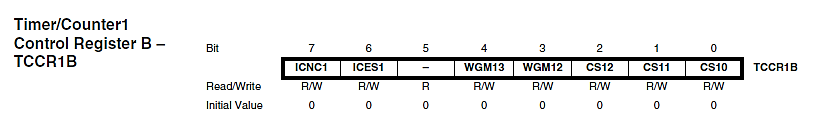 Timer/Counter1
Control Register B –
TCCR1B
Bit 7 6 5 4 3 2 1 0
ICNC1 ICES1 – WGM13 WGM12 CS12 CS11 CS10 TCCR1B
Read/Write R/W R/W R R/W R/W R/W R/W R/W
Initial Value 0 0 0 0 0 0 0 0